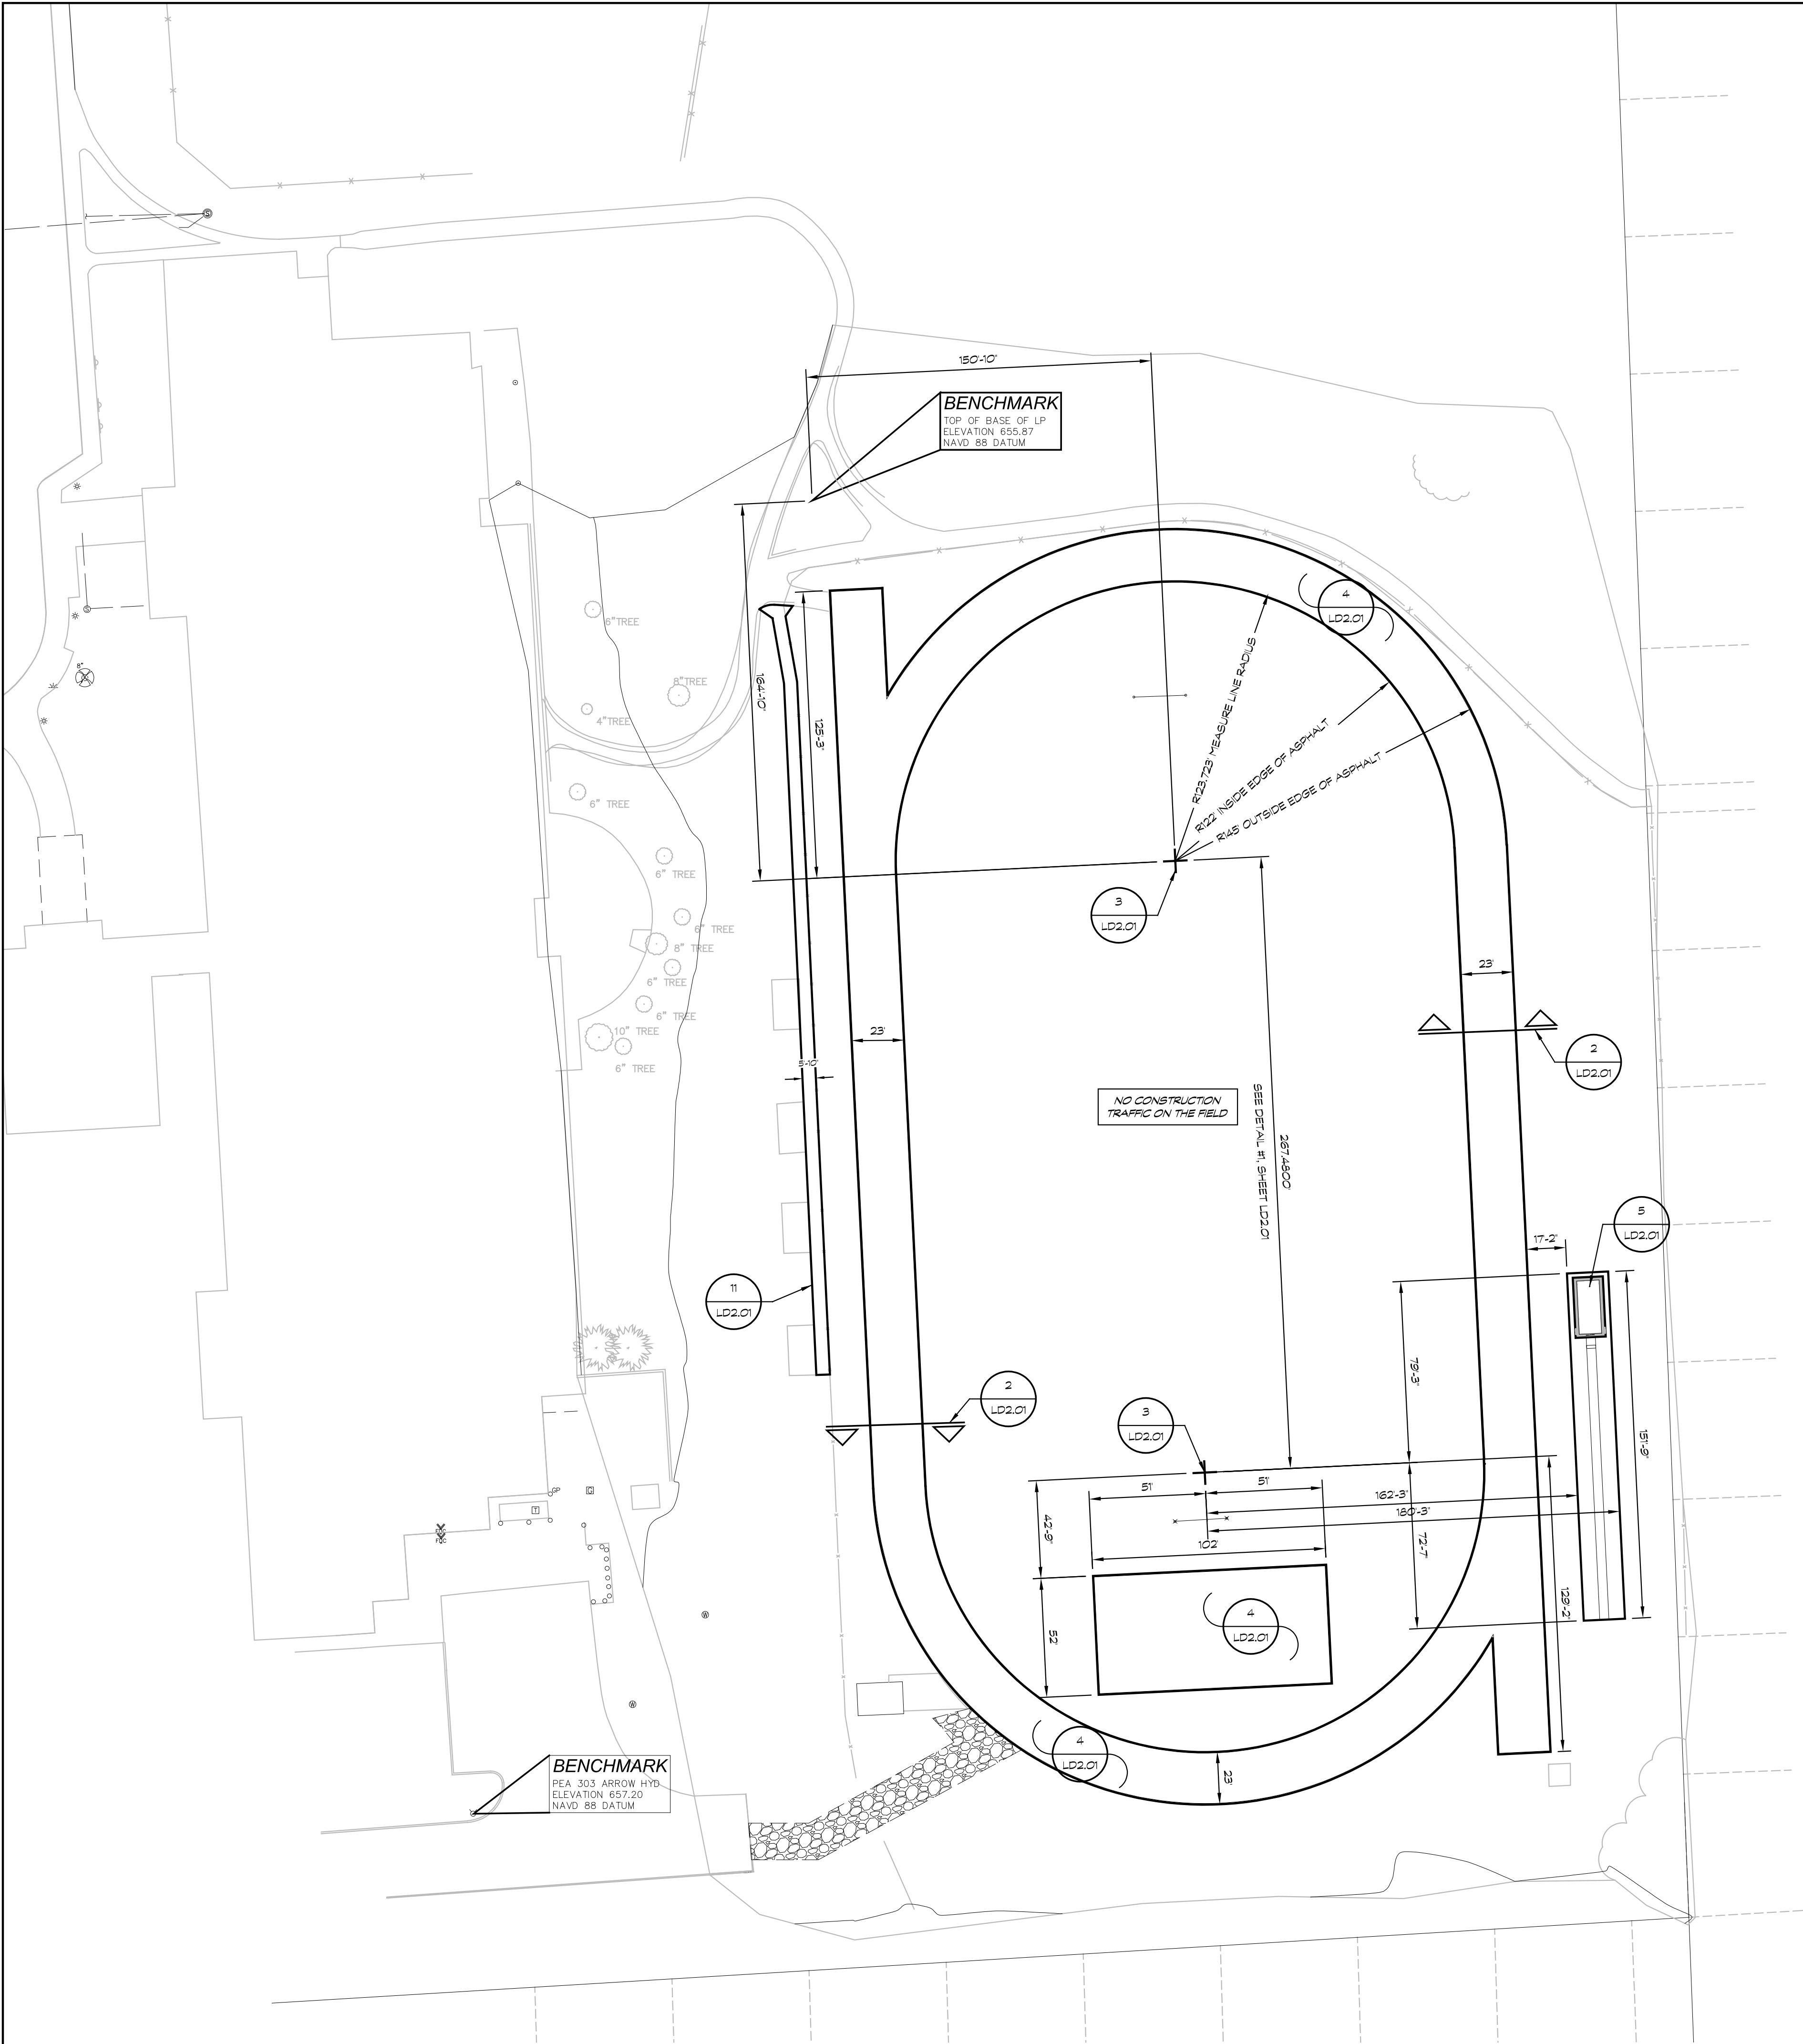 150'-10"
BENCHMARK
TOP OF BASE OF LP
ELEVATION 655.87
NAVD 88 DATUM
S
4
LD2.01
6"TREE
S
8"
8"TREE
4"TREE
164'-10"
125'-3"
R123.723' MEASURE LINE RADIUS
R122' INSIDE EDGE OF ASPHALT
R145' OUTSIDE EDGE OF ASPHALT
6" TREE
6" TREE
3
LD2.01
6" TREE
8" TREE
6" TREE
6" TREE
10" TREE
6" TREE
23'
23'
5'-10"
2
LD2.01
NO CONSTRUCTION
TRAFFIC ON THE FIELD
267.4800'
SEE DETAIL #1, SHEET LD2.01
5
LD2.01
17'-2"
11
LD2.01
79'-3"
151'-9"
2
LD2.01
3
LD2.01
51'
51'
162'-3"
180'-3"
42'-9"
72'-7"
102'
129'-2"
52'
4
LD2.01
GP
G
T
FDC
W
W
4
LD2.01
23'
BENCHMARK
PEA 303 ARROW HYD
ELEVATION 657.20
NAVD 88 DATUM